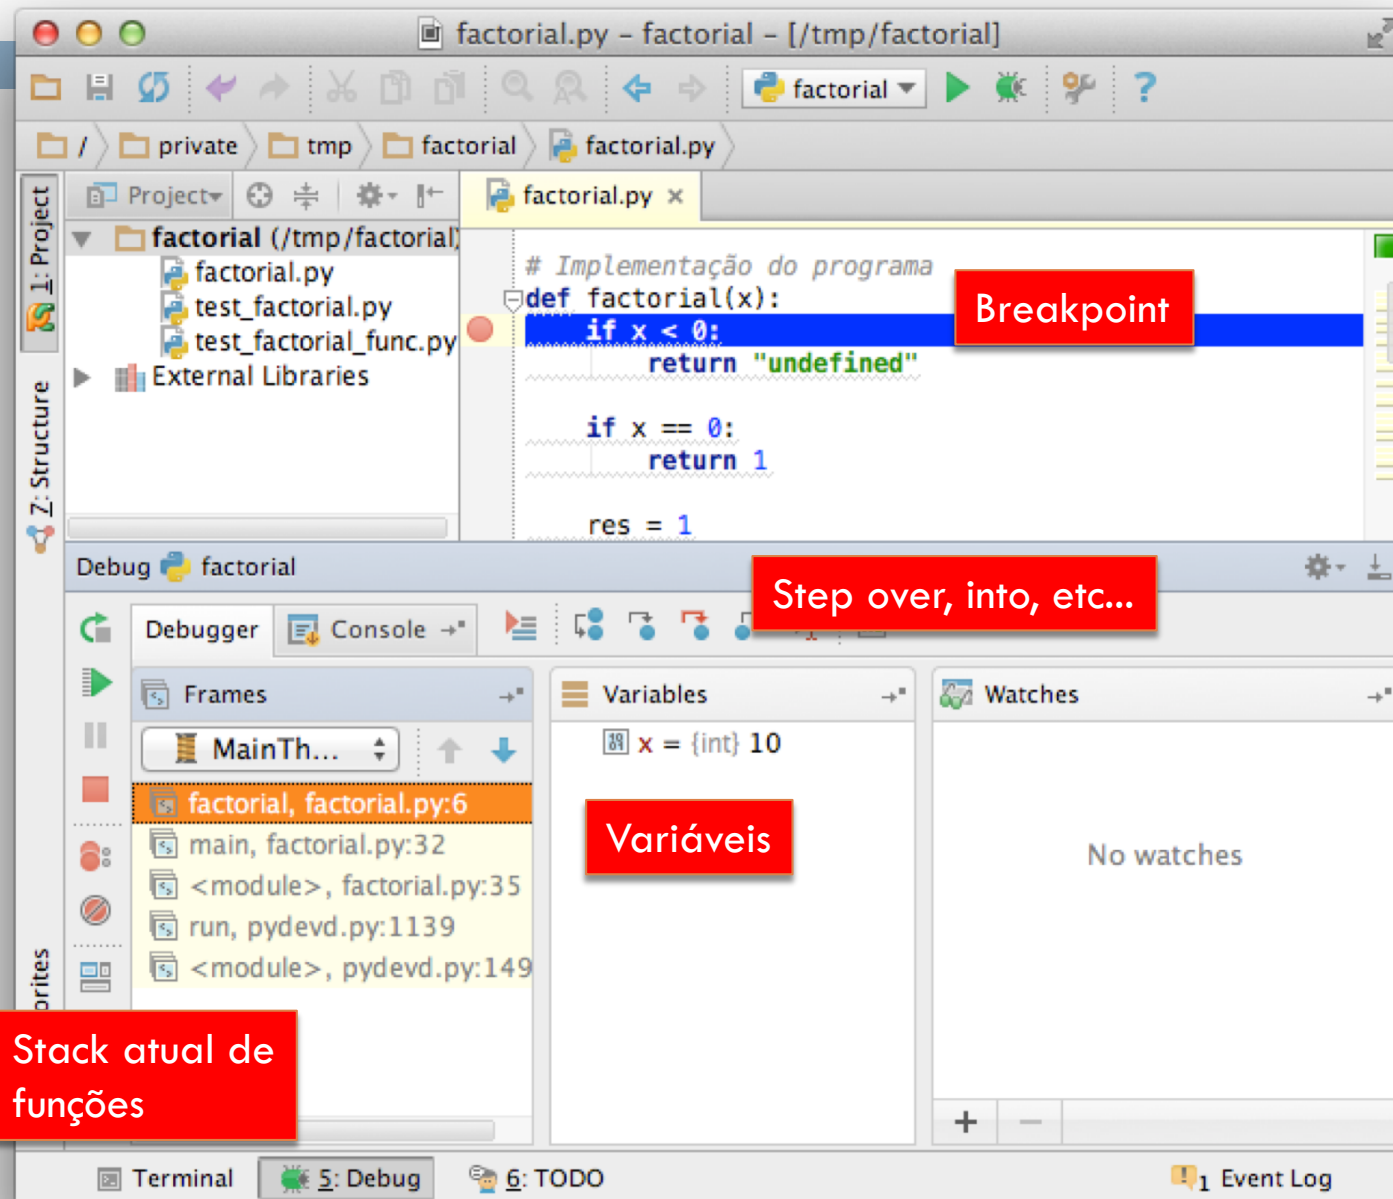 factorial.py – factorial – [/tmp/factorial]
factorial
?
/ private tmp factorial factorial.py
1: Project
Z: Structure
Project
factorial (/tmp/factorial)
factorial.py
test_factorial.py
test_factorial_func.py
External Libraries
factorial.py ×
# Implementação do programa
def factorial(x):
if x < 0:
return "undefined"
if x == 0:
return 1
res = 1
Breakpoint
Debug factorial
Step over, into, etc...
Debugger Console
Frames
MainTh...
factorial, factorial.py:6
main, factorial.py:32
<module>, factorial.py:35
run, pydevd.py:1139
<module>, pydevd.py:149
Variables
x = {int} 10
Variáveis
Watches
No watches
+ −
Stack atual de
funções
Terminal 5: Debug 6: TODO 1 Event Log